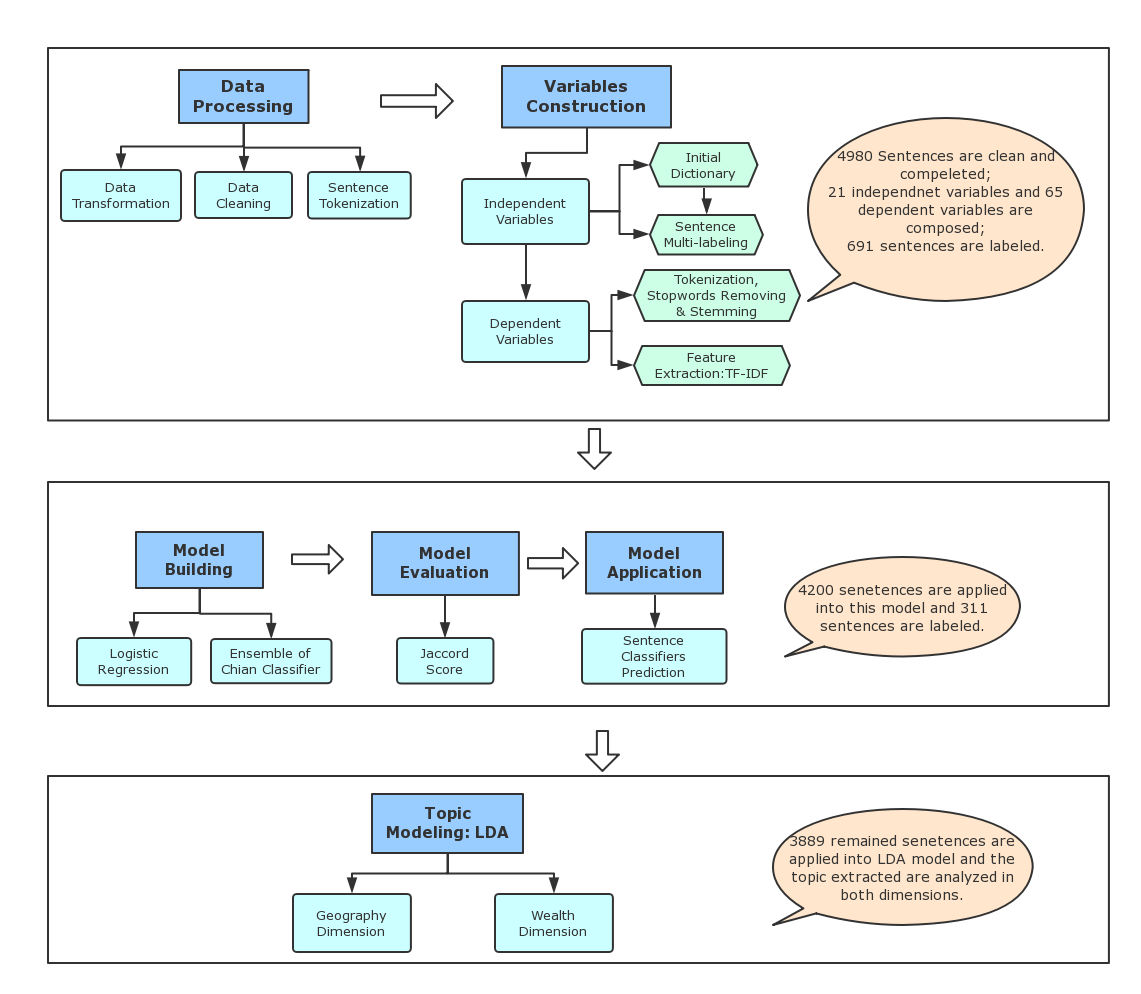 Data
Processing
Variables
Construction
Data
Transformation
Data
Cleaning
Sentence
Tokenization
Independent
Variables
Initial
Dictionary
Sentence
Multi-labeling
Dependent
Variables
Tokenization,
Stopwords Removing
& Stemming
Feature
Extraction:TF-IDF
4980 Sentences are clean and
compeleted;
21 independnet variables and 65
dependent variables are
composed;
691 sentences are labeled.
Model
Building
Model
Evaluation
Model
Application
Logistic
Regression
Ensemble of
Chian Classifier
Jaccord
Score
Sentence
Classifiers
Prediction
4200 senetences are applied
into this model and 311
sentences are labeled.
Topic
Modeling: LDA
Geography
Dimension
Wealth
Dimension
3889 remained senetences are
applied into LDA model and the
topic extracted are analyzed in
both dimensions.